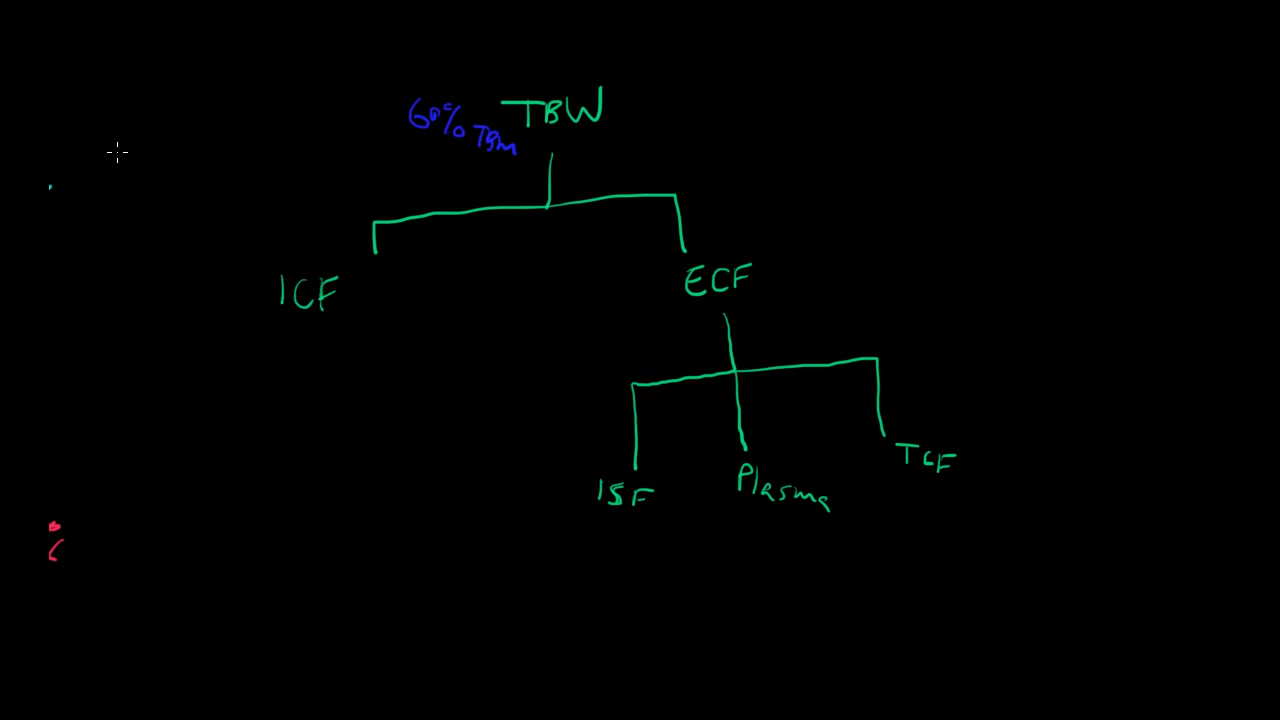 TBW
60% TBM
ICF
ECF
ISF
Plasma
TCF